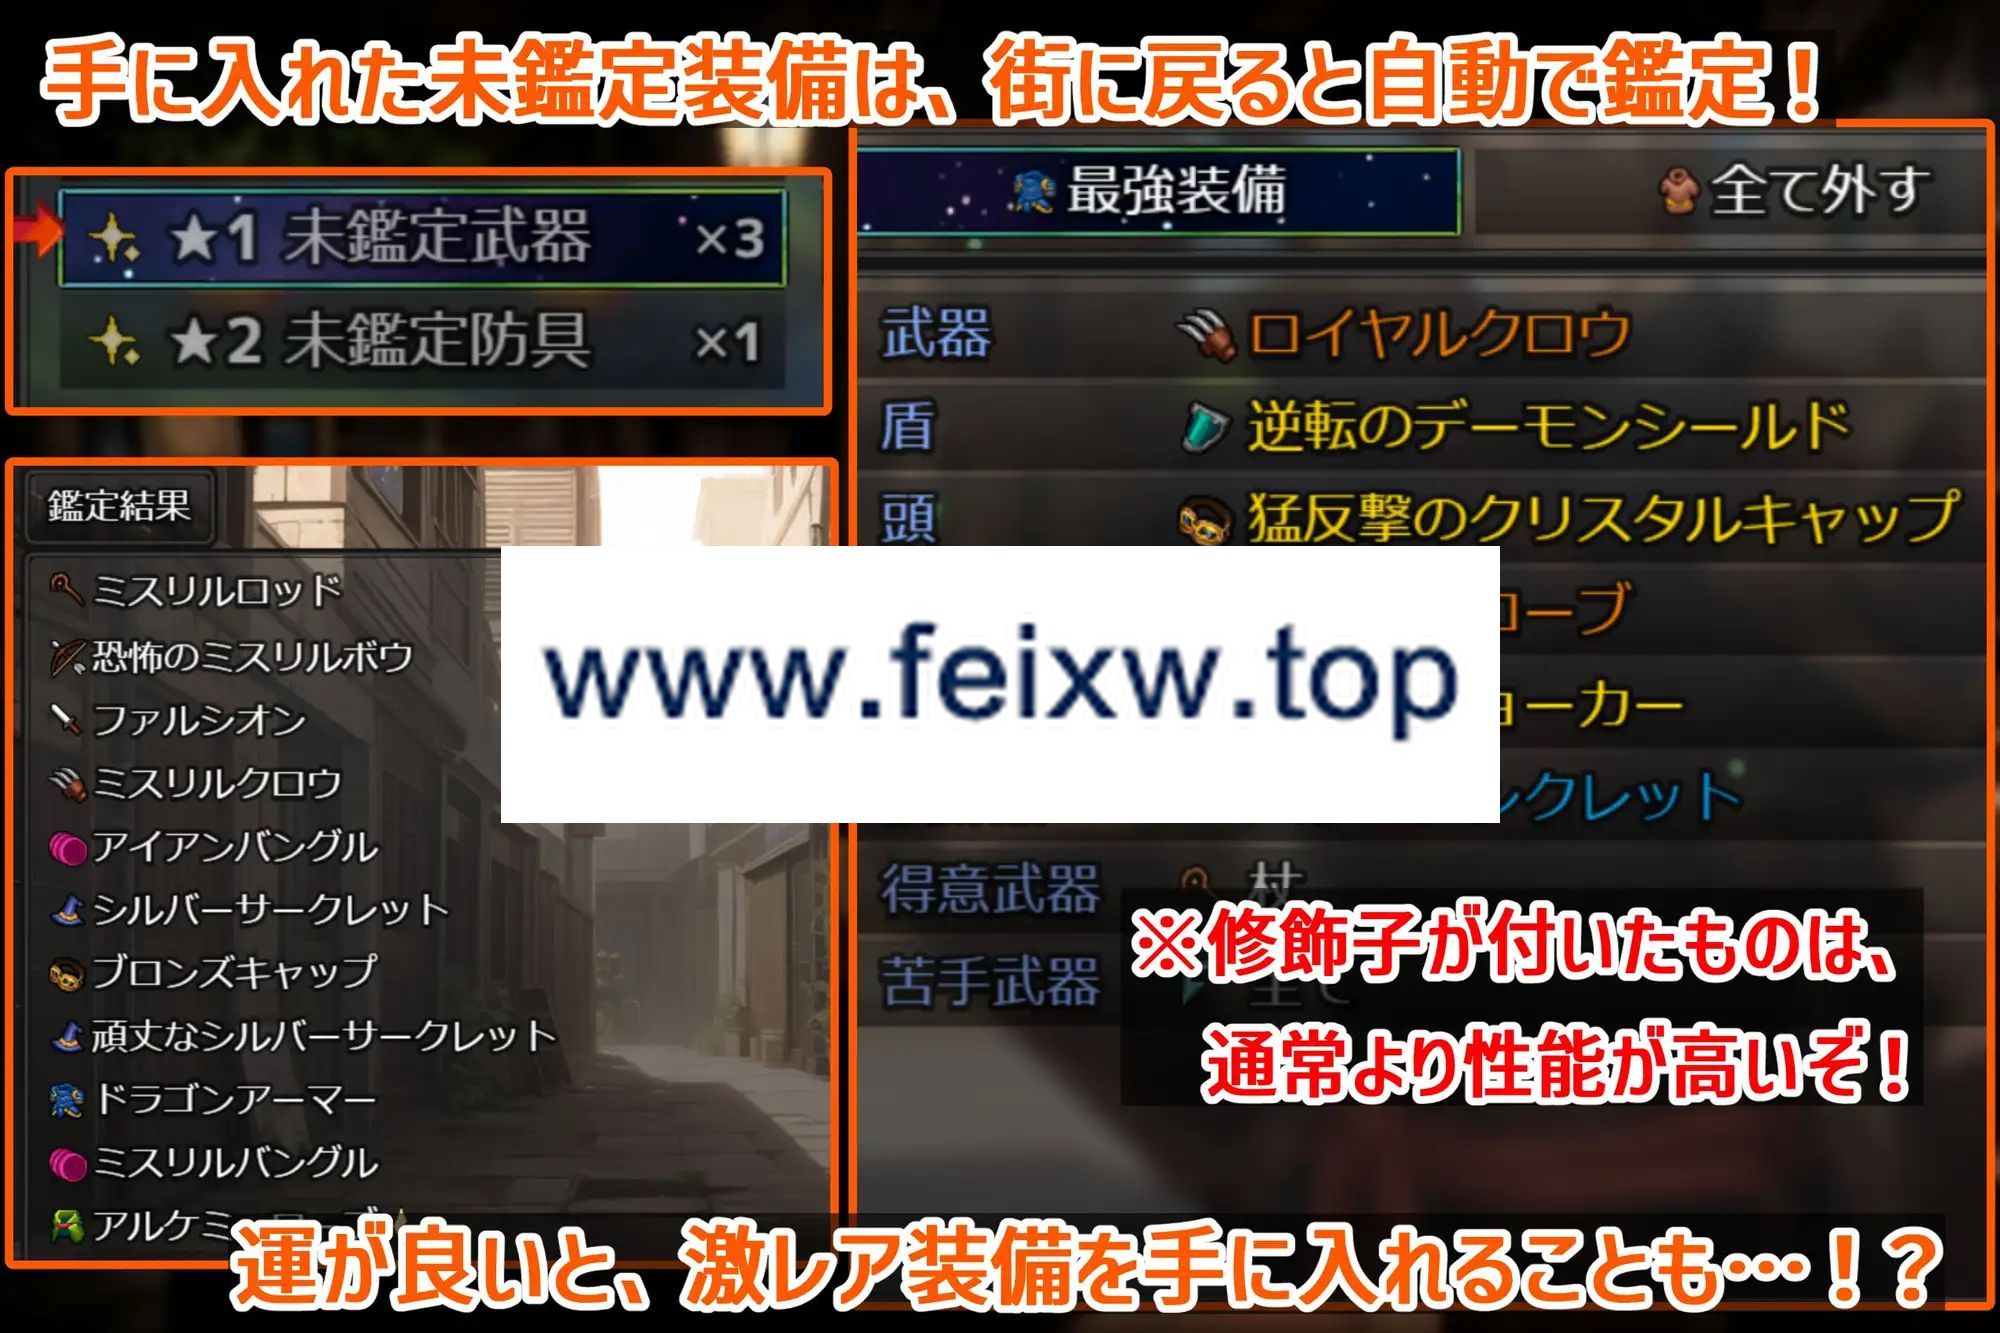 手に入れた未鑑定装備は、街に戻ると自動で鑑定！
★1 未鑑定武器 ×3
★2 未鑑定防具 ×1
鑑定結果
ミスリルロッド
恐怖のミスリルボウ
ファルシオン
ミスリルクロウ
アイアンバングル
シルバーサークレット
ブロンズキャップ
頑丈なシルバーサークレット
ドラゴンアーマー
ミスリルバングル
アルケミ
最強装備 全て外す
武器 ロイヤルクロウ
盾 逆転のデーモンシールド
頭 猛反撃のクリスタルキャップ
ローブ
ョーカー
ンクレット
得意武器 杖
苦手武器 全て
www.feixw.top
※修飾子が付いたものは、
通常より性能が高いぞ！
運が良いと、激レア装備を手に入れることも…！？